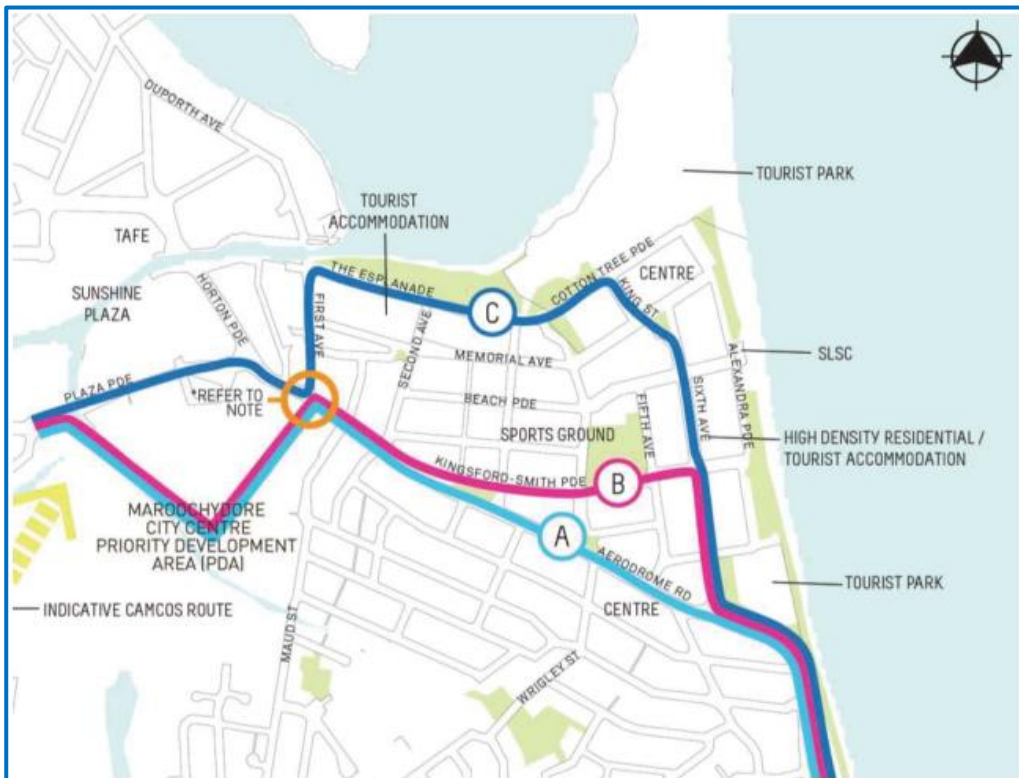 DUPORTH AVE
TOURIST PARK
TOURIST
ACCOMMODATION
TAFE
THE ESPLANADE
COTTON TREE PDE
CENTRE
SUNSHINE
PLAZA
HORTON PDE
FIRST AVE
C
KING ST
SECOND AVE
MEMORIAL AVE
ALEXANDRA PDE
SLSC
PLAZA PDE
*REFER TO
NOTE
BEACH PDE
SIXTH AVE
FIFTH AVE
SPORTS GROUND
HIGH DENSITY RESIDENTIAL /
TOURIST ACCOMMODATION
KINGSFORD-SMITH PDE
B
MAROOCHYDORE
CITY CENTRE
PRIORITY DEVELOPMENT
AREA (PDA)
A
AERODROME RD
TOURIST PARK
INDICATIVE CAMCOS ROUTE
CENTRE
MAUD ST
WRIGLEY ST